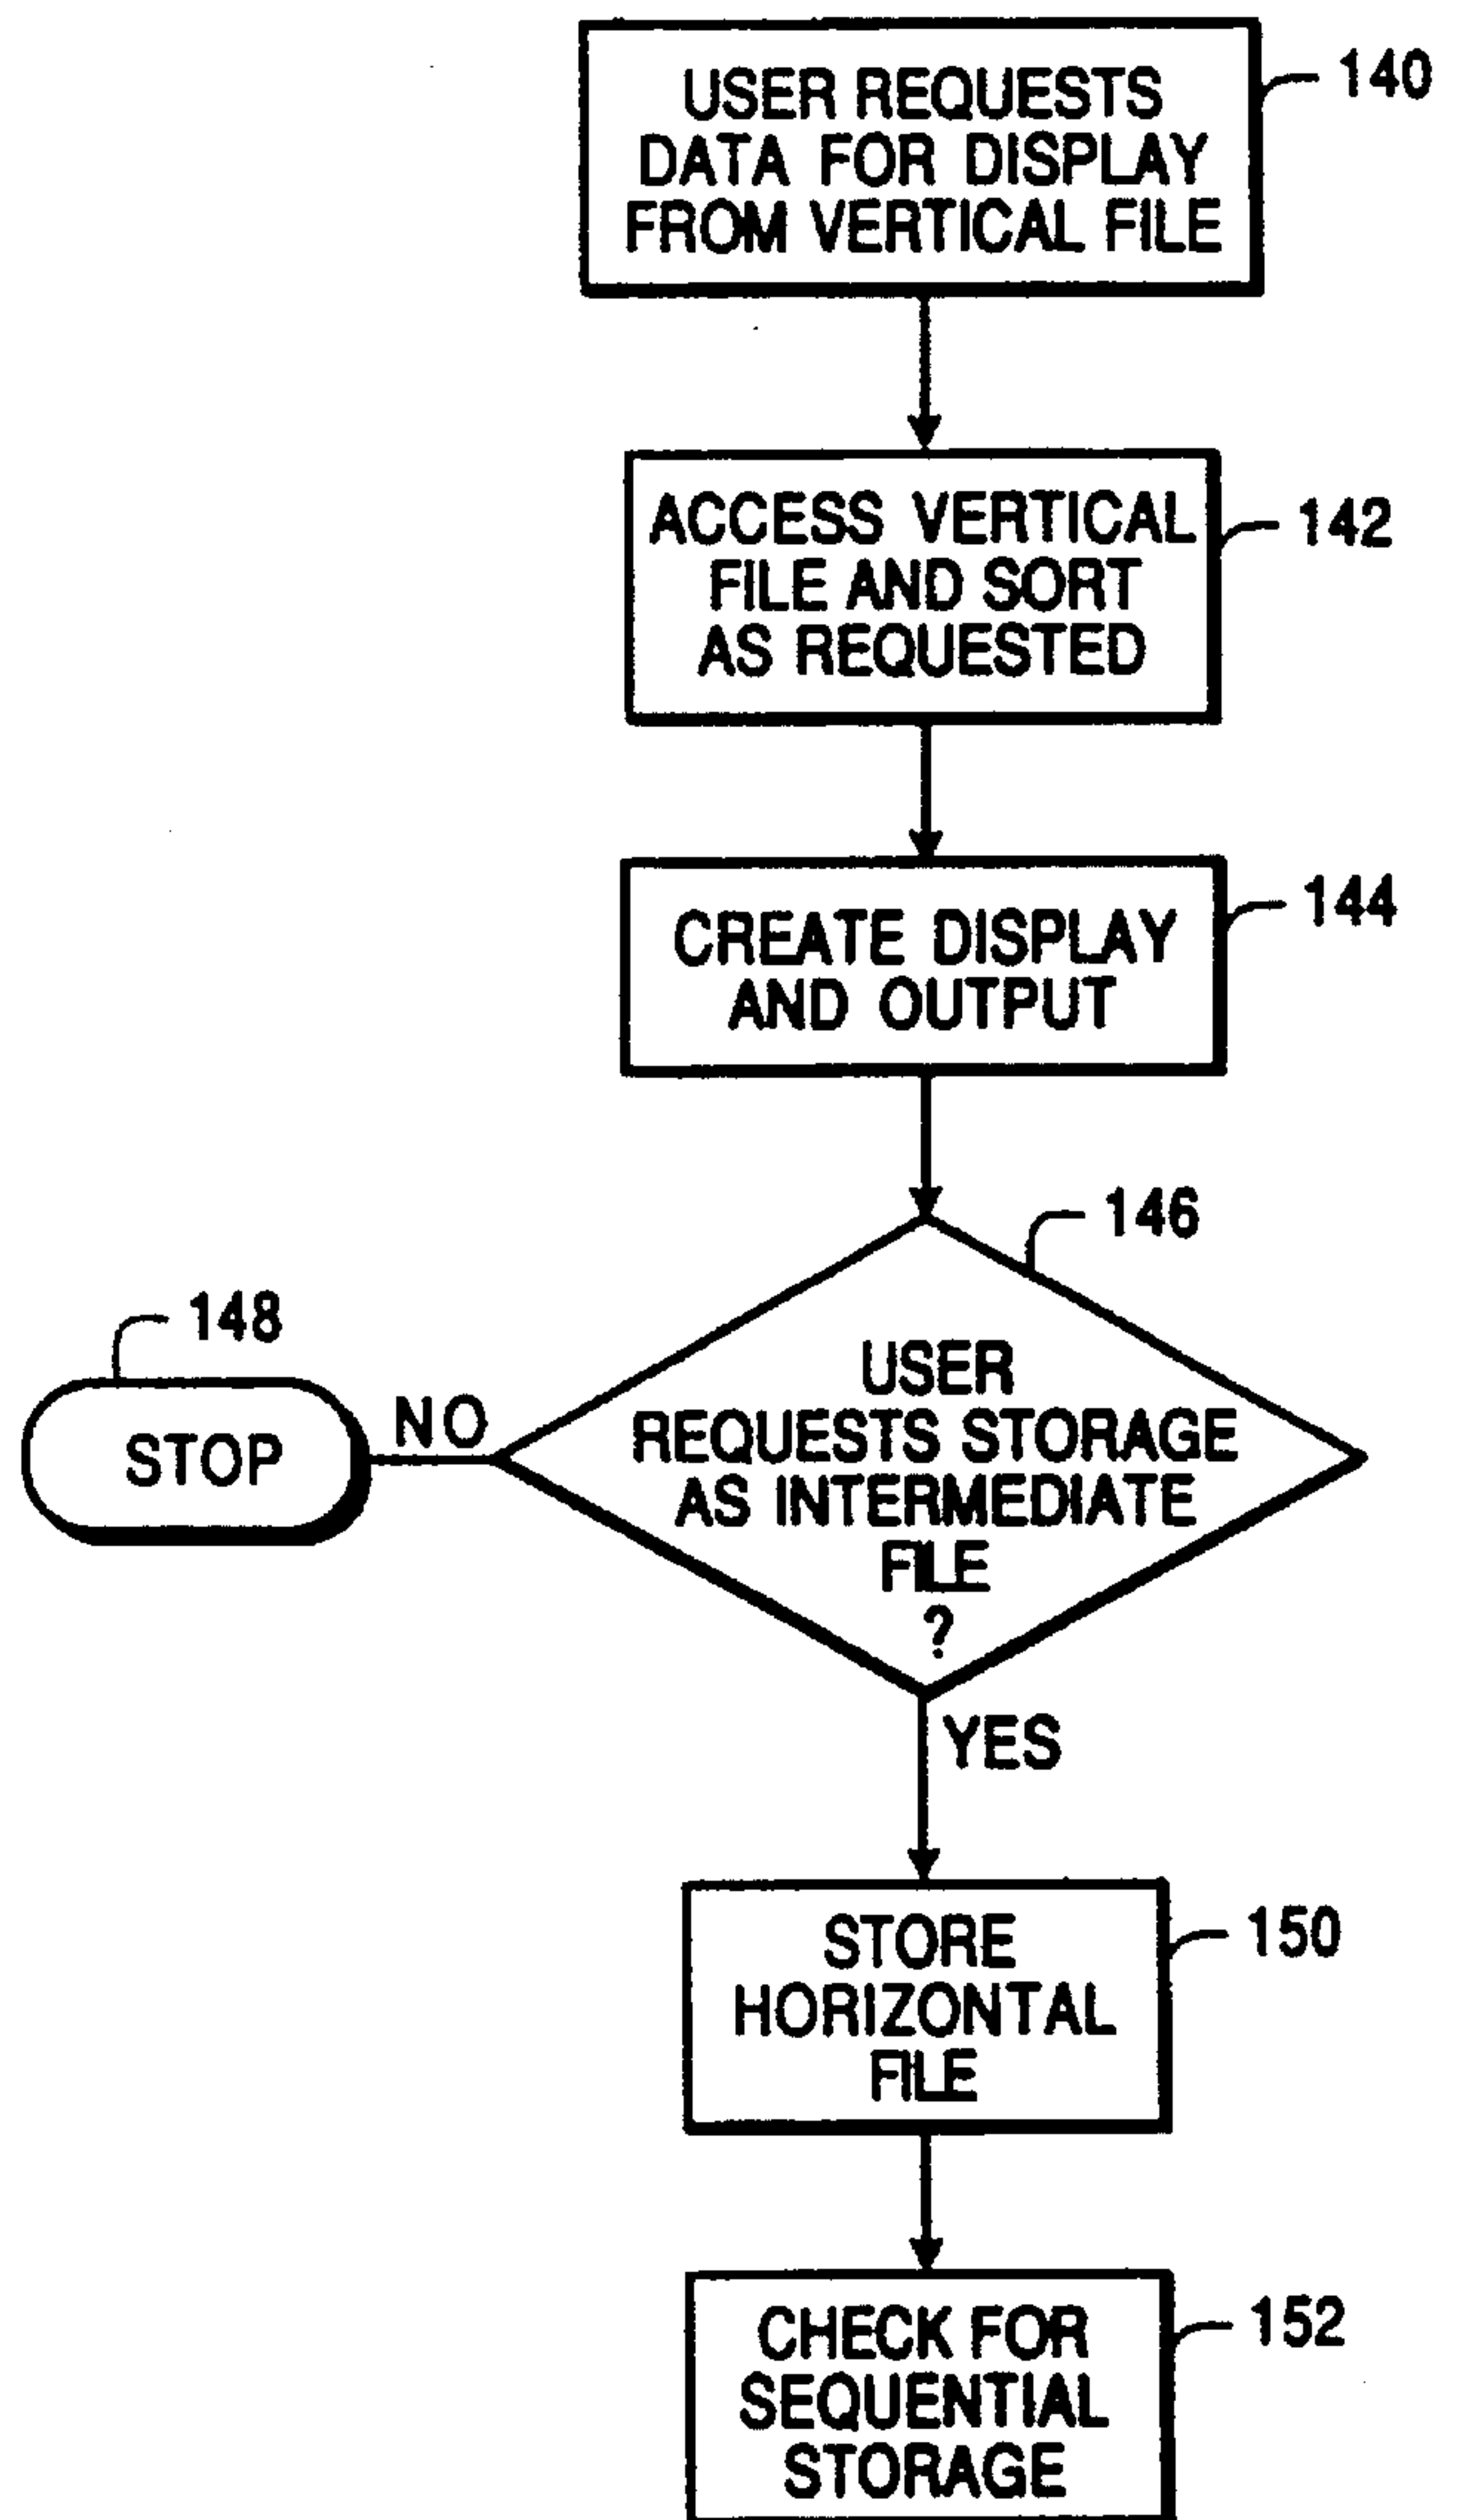 USER REQUESTS
DATA FOR DISPLAY
FROM VERTICAL FILE
140
ACCESS VERTICAL
FILE AND SORT
AS REQUESTED
142
CREATE DISPLAY
AND OUTPUT
144
146
148
STOP
NO
USER
REQUESTS STORAGE
AS INTERMEDIATE
FILE
?
YES
STORE
HORIZONTAL
FILE
150
CHECK FOR
SEQUENTIAL
STORAGE
152